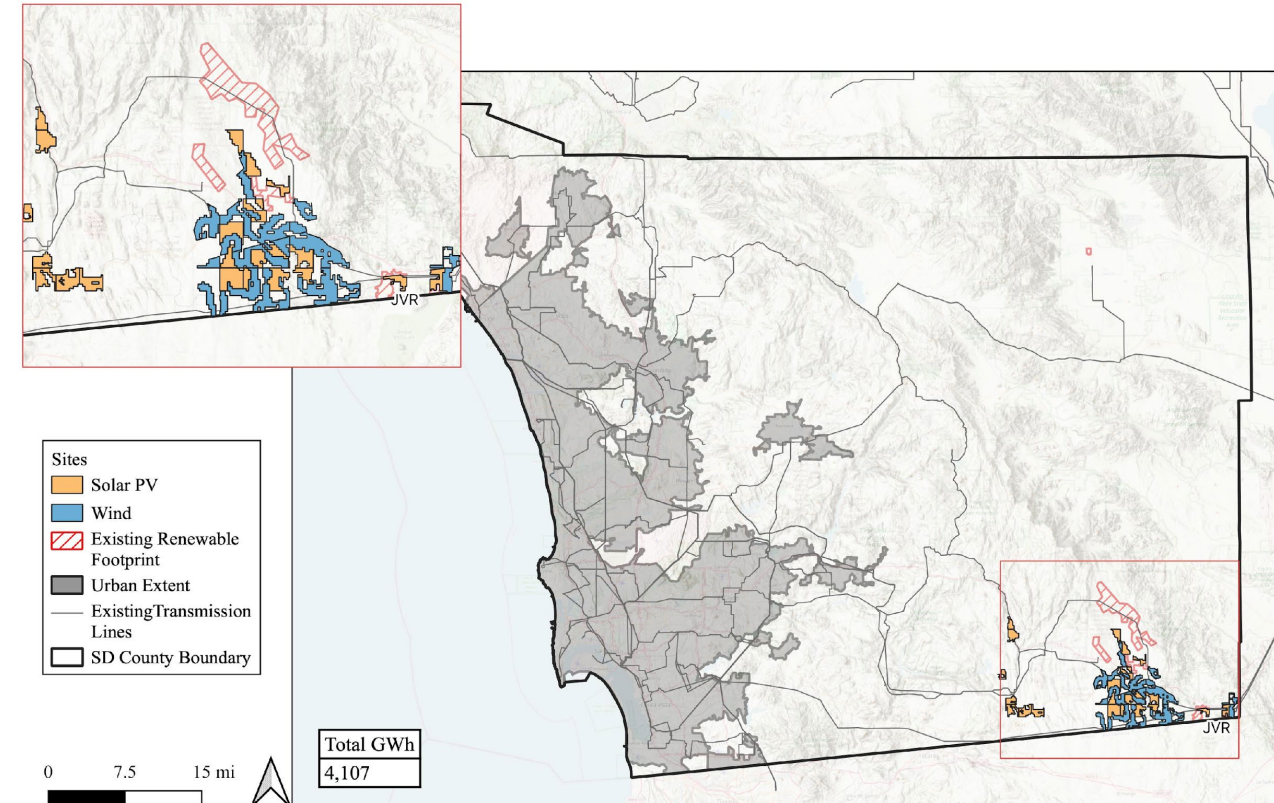 JVR
Sites
Solar PV
Wind
Existing Renewable
Footprint
Urban Extent
ExistingTransmission
Lines
SD County Boundary
Total GWh
4,107
JVR
0 7.5 15 mi